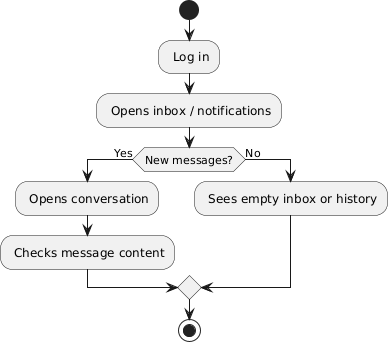 Log in
Opens inbox / notifications
Yes
New messages?
No
Opens conversation
Sees empty inbox or history
Checks message content